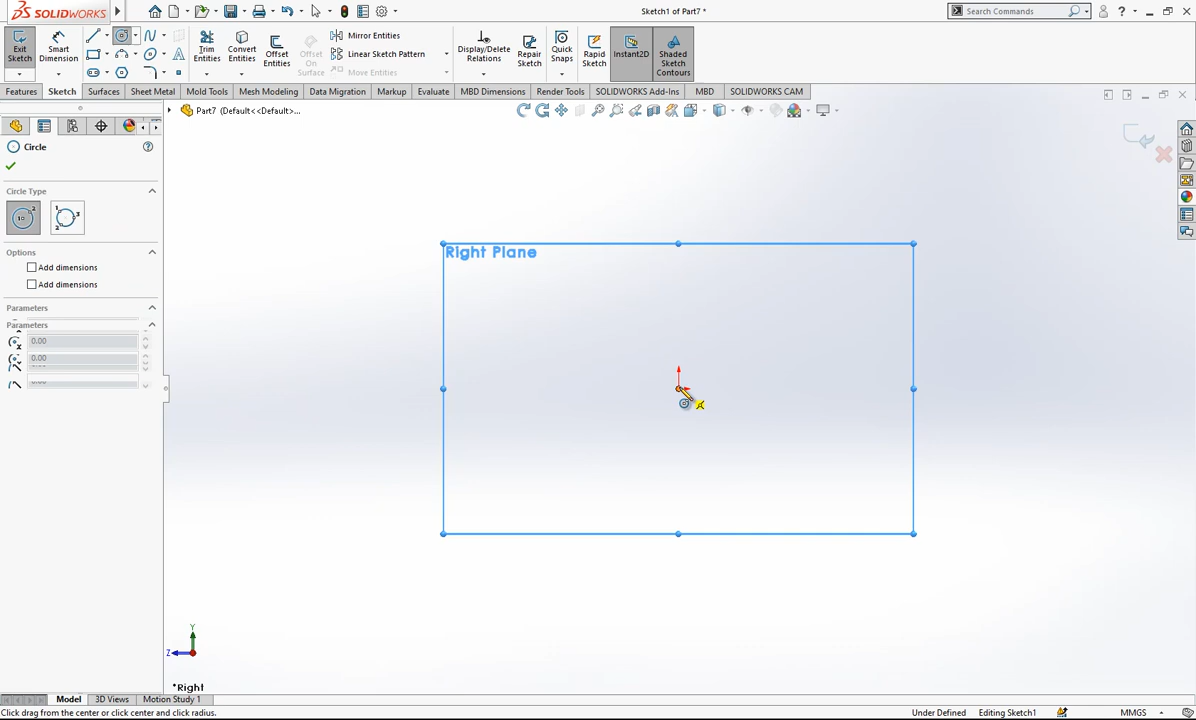 SOLIDWORKS
Sketch1 of Part7 *
Search Commands
Exit Sketch
Smart Dimension
Trim Entities
Convert Entities
Offset Entities
Offset On Surface
Mirror Entities
Linear Sketch Pattern
Move Entities
Display/Delete Relations
Repair Sketch
Quick Snaps
Rapid Sketch
Instant2D
Shaded Sketch Contours
Features Sketch Surfaces Sheet Metal Mold Tools Mesh Modeling Data Migration Markup Evaluate MBD Dimensions Render Tools SOLIDWORKS Add-Ins MBD SOLIDWORKS CAM
Part7 (Default<<Default>...
Circle
Circle Type
Options
Add dimensions
Add dimensions
Parameters
Parameters
0.00
0.00
0.00
Right Plane
Y
Z
*Right
Model 3D Views Motion Study 1
Click drag from the center or click center and click radius.
Under Defined Editing Sketch1 MMGS